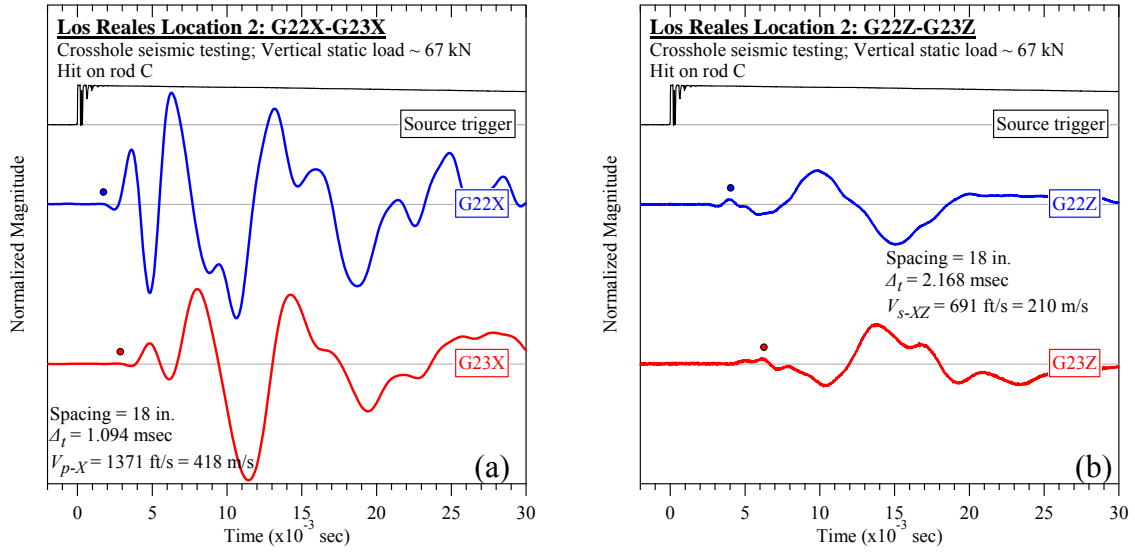 Los Reales Location 2: G22X-G23X
Crosshole seismic testing; Vertical static load ~ 67 kN
Hit on rod C
Source trigger
G22X
G23X
Spacing = 18 in.
Δt = 1.094 msec
Vp-X = 1371 ft/s = 418 m/s
(a)
Normalized Magnitude
0 5 10 15 20 25 30
Time (x10-3 sec)
Los Reales Location 2: G22Z-G23Z
Crosshole seismic testing; Vertical static load ~ 67 kN
Hit on rod C
Source trigger
G22Z
Spacing = 18 in.
Δt = 2.168 msec
Vs-XZ = 691 ft/s = 210 m/s
G23Z
(b)
Normalized Magnitude
0 5 10 15 20 25 30
Time (x10-3 sec)